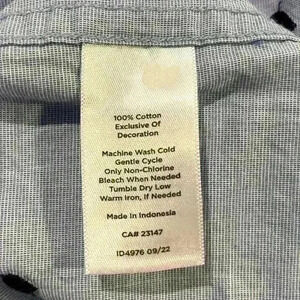 100% Cotton
Exclusive Of
Decoration
Machine Wash Cold
Gentle Cycle
Only Non-Chlorine
Bleach When Needed
Tumble Dry Low
Warm Iron, If Needed
Made In Indonesia
CA# 23147
ID4976 09/22